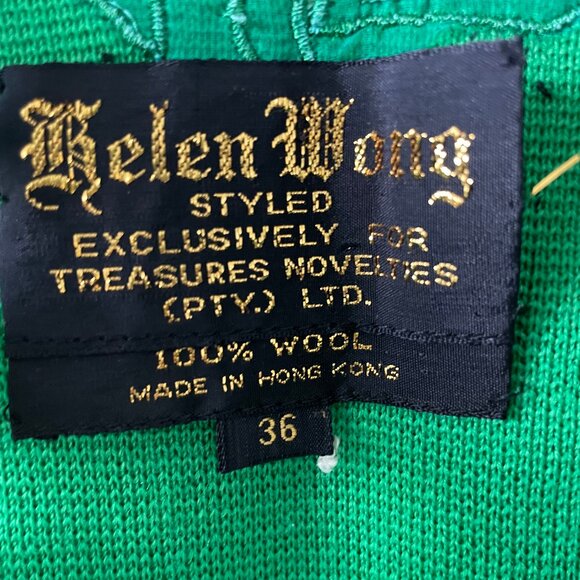 Helen Wong
STYLED
EXCLUSIVELY FOR
TREASURES NOVELTIES
(PTY.) LTD.
100% WOOL
MADE IN HONG KONG
36